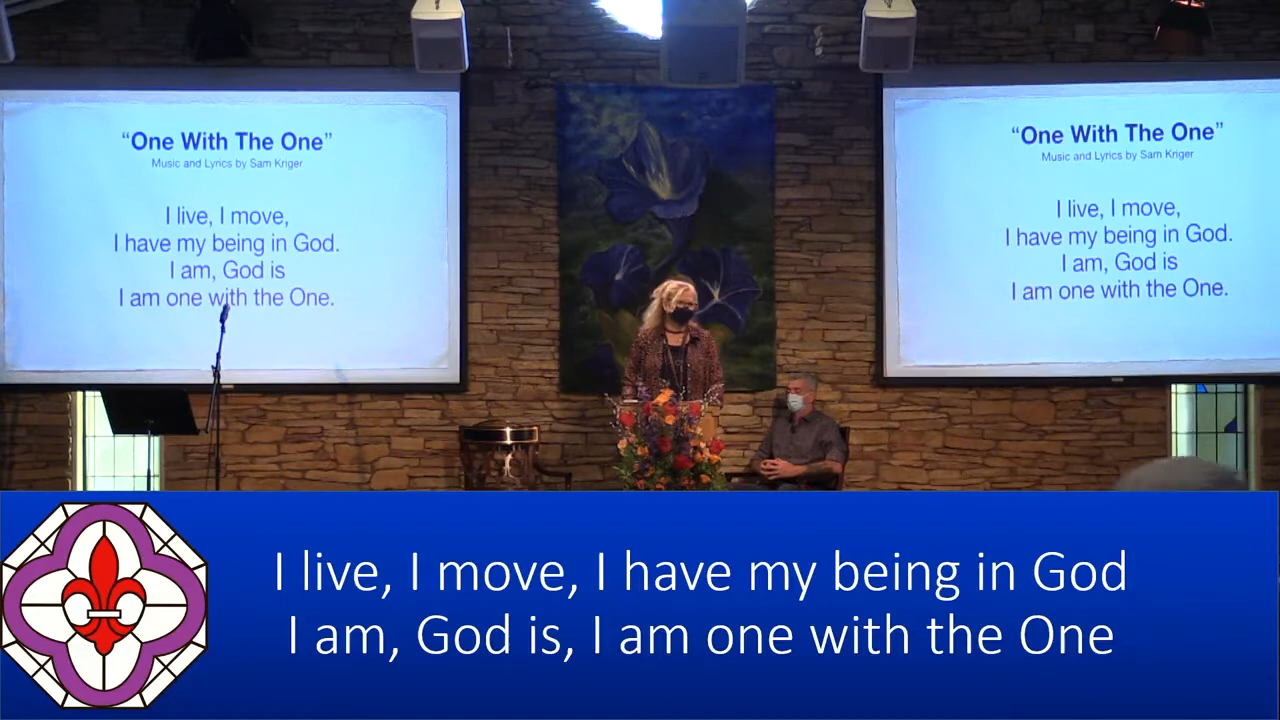 “One With The One”
Music and Lyrics by Sam Kriger
I live, I move,
I have my being in God.
I am, God is
I am one with the One.
“One With The One”
Music and Lyrics by Sam Kriger
I live, I move,
I have my being in God.
I am, God is
I am one with the One.
I live, I move, I have my being in God
I am, God is, I am one with the One